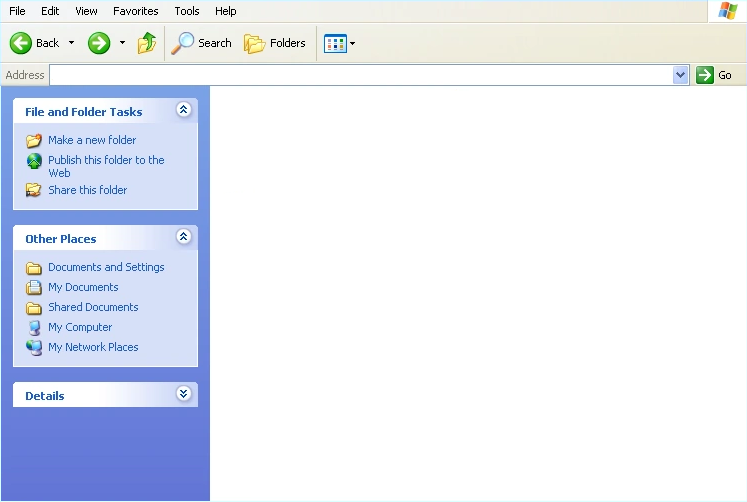 File Edit View Favorites Tools Help
Back Search Folders
Address Go
File and Folder Tasks
Make a new folder
Publish this folder to the
Web
Share this folder
Other Places
Documents and Settings
My Documents
Shared Documents
My Computer
My Network Places
Details